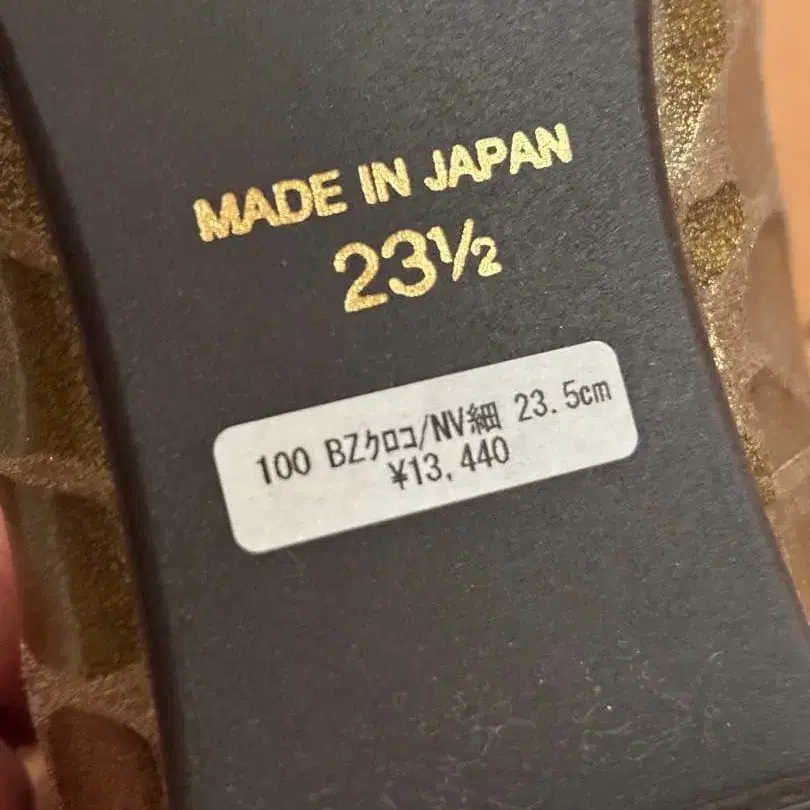 MADE IN JAPAN
23½
100 BZｸﾛｺ/NV細 23.5cm
¥13,440